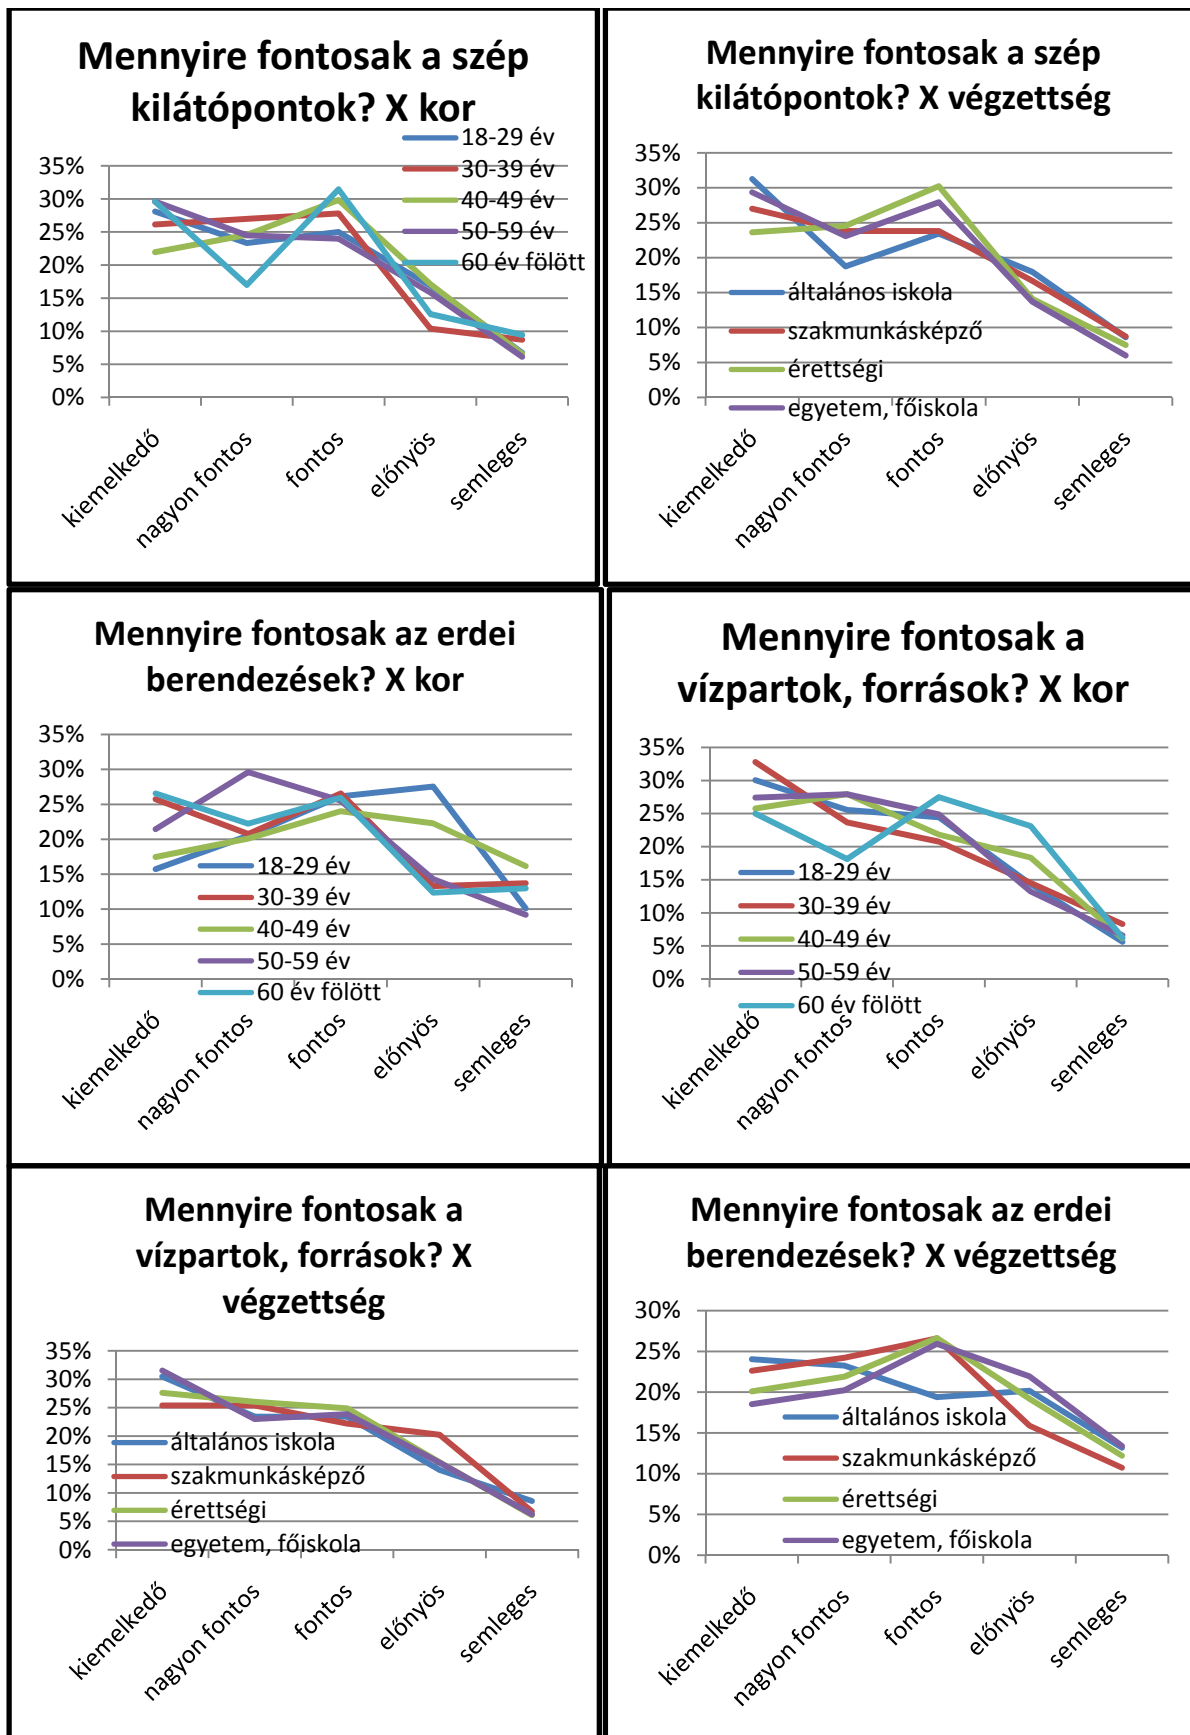 Mennyire fontosak a szép
kilátópontok? X kor
18-29 év
30-39 év
40-49 év
50-59 év
60 év fölött
35%
30%
25%
20%
15%
10%
5%
0%
kiemelkedő
nagyon fontos
fontos
előnyös
semleges
Mennyire fontosak a szép
kilátópontok? X végzettség
35%
30%
25%
20%
15%
10%
5%
0%
általános iskola
szakmunkásképző
érettségi
egyetem, főiskola
kiemelkedő
nagyon fontos
fontos
előnyös
semleges
Mennyire fontosak az erdei
berendezések? X kor
35%
30%
25%
20%
15%
10%
5%
0%
18-29 év
30-39 év
40-49 év
50-59 év
60 év fölött
kiemelkedő
nagyon fontos
fontos
előnyös
semleges
Mennyire fontosak a
vízpartok, források? X kor
35%
30%
25%
20%
15%
10%
5%
0%
18-29 év
30-39 év
40-49 év
50-59 év
60 év fölött
kiemelkedő
nagyon fontos
fontos
előnyös
semleges
Mennyire fontosak a
vízpartok, források? X
végzettség
35%
30%
25%
20%
15%
10%
5%
0%
általános iskola
szakmunkásképző
érettségi
egyetem, főiskola
kiemelkedő
nagyon fontos
fontos
előnyös
semleges
Mennyire fontosak az erdei
berendezések? X végzettség
30%
25%
20%
15%
10%
5%
0%
általános iskola
szakmunkásképző
érettségi
egyetem, főiskola
kiemelkedő
nagyon fontos
fontos
előnyös
semleges